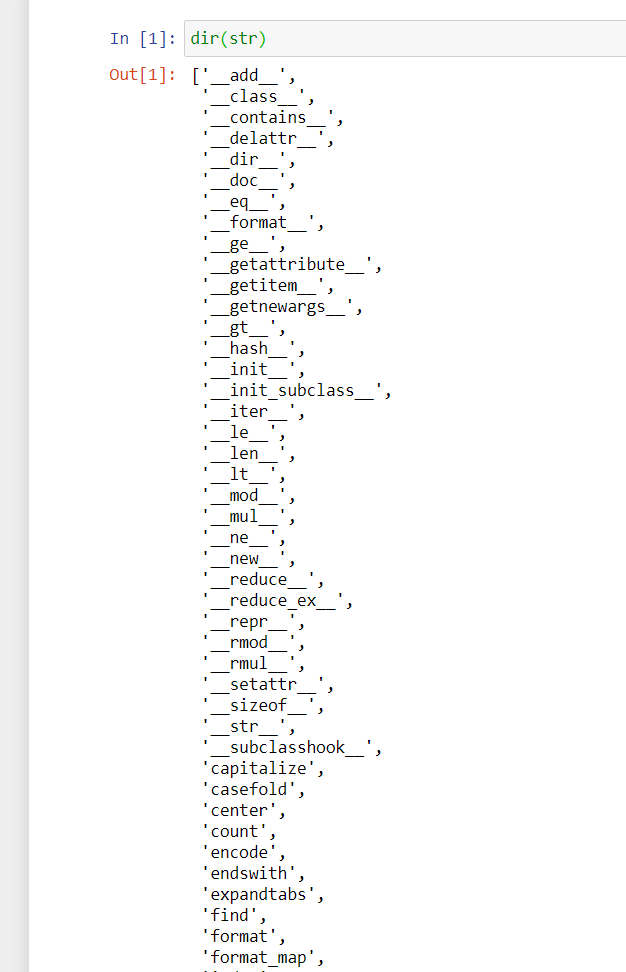 In [1]: dir(str)
Out[1]: ['__add__',
'__class__',
'__contains__',
'__delattr__',
'__dir__',
'__doc__',
'__eq__',
'__format__',
'__ge__',
'__getattribute__',
'__getitem__',
'__getnewargs__',
'__gt__',
'__hash__',
'__init__',
'__init_subclass__',
'__iter__',
'__le__',
'__len__',
'__lt__',
'__mod__',
'__mul__',
'__ne__',
'__new__',
'__reduce__',
'__reduce_ex__',
'__repr__',
'__rmod__',
'__rmul__',
'__setattr__',
'__sizeof__',
'__str__',
'__subclasshook__',
'capitalize',
'casefold',
'center',
'count',
'encode',
'endswith',
'expandtabs',
'find',
'format',
'format_map',